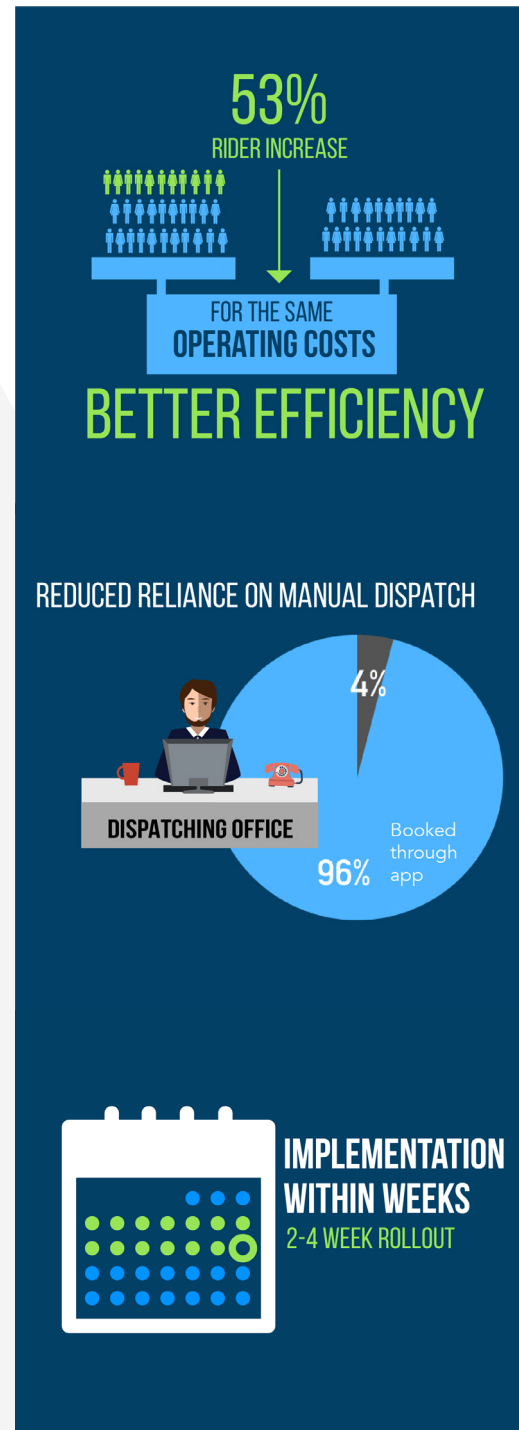 53%
RIDER INCREASE
FOR THE SAME
OPERATING COSTS
BETTER EFFICIENCY
REDUCED RELIANCE ON MANUAL DISPATCH
4%
DISPATCHING OFFICE
96%
Booked
through
app
IMPLEMENTATION
WITHIN WEEKS
2-4 WEEK ROLLOUT